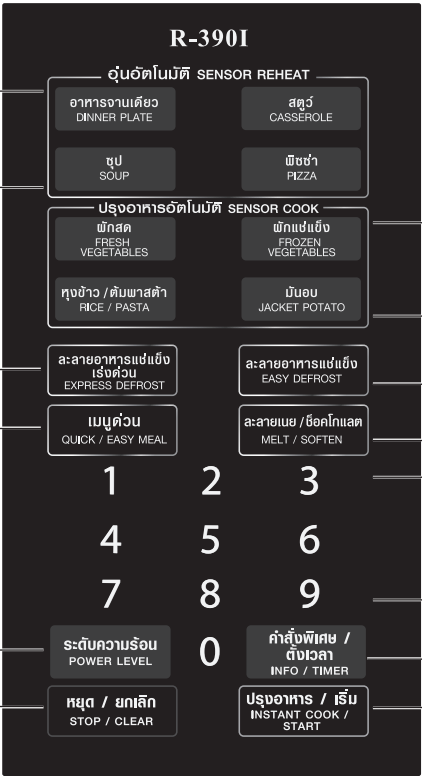 R-390I
อุ่นอัตโนมัติ SENSOR REHEAT
อาหารจานเดียว
DINNER PLATE
สตูว์
CASSEROLE
ซุป
SOUP
พิซซ่า
PIZZA
ปรุงอาหารอัตโนมัติ SENSOR COOK
ผักสด
FRESH
VEGETABLES
ผักแช่แข็ง
FROZEN
VEGETABLES
หุงข้าว / ต้มพาสต้า
RICE / PASTA
มันอบ
JACKET POTATO
ละลายอาหารแช่แข็ง
เร่งด่วน
EXPRESS DEFROST
ละลายอาหารแช่แข็ง
EASY DEFROST
เมนูด่วน
QUICK / EASY MEAL
ละลายเนย / ช็อคโกแลต
MELT / SOFTEN
1 2 3
4 5 6
7 8 9
ระดับความร้อน
POWER LEVEL
0
คำสั่งพิเศษ /
ตั้งเวลา
INFO / TIMER
หยุด / ยกเลิก
STOP / CLEAR
ปรุงอาหาร / เริ่ม
INSTANT COOK /
START